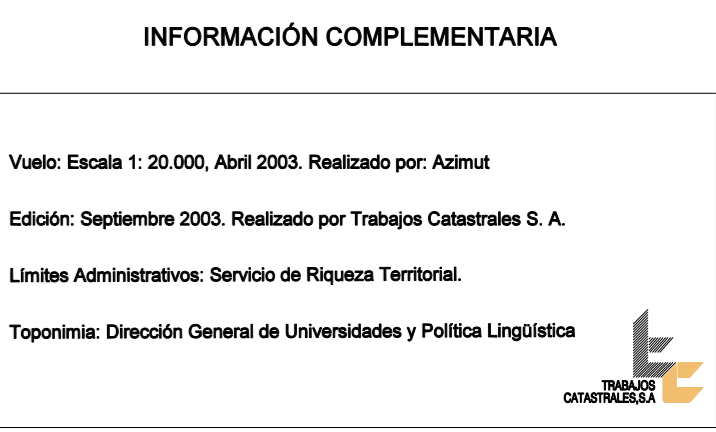 INFORMACIÓN COMPLEMENTARIA
Vuelo: Escala 1: 20.000, Abril 2003. Realizado por: Azimut
Edición: Septiembre 2003. Realizado por Trabajos Catastrales S. A.
Límites Administrativos: Servicio de Riqueza Territorial.
Toponimia: Dirección General de Universidades y Política Lingüística
TRABAJOS
CATASTRALES,S.A